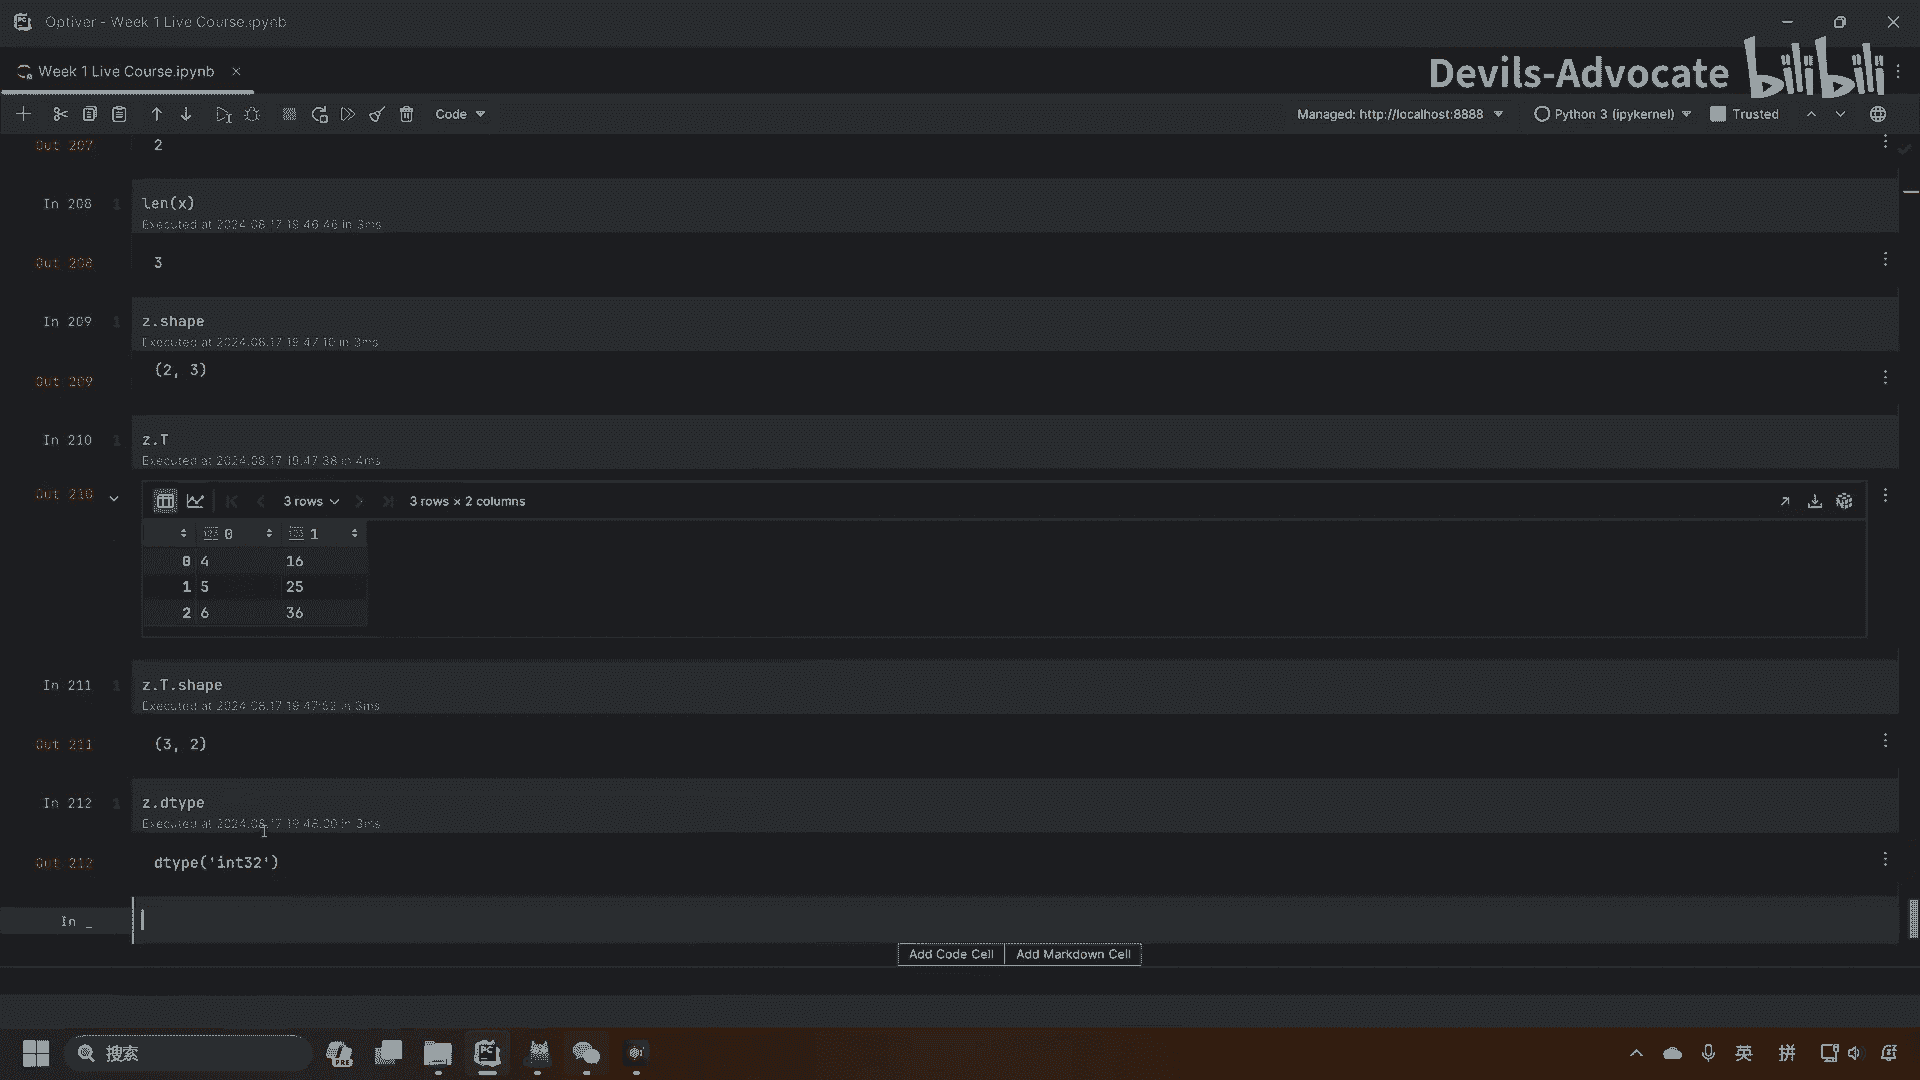 Optiver - Week 1 Live Course.ipynb
Week 1 Live Course.ipynb
Devils-Advocate bilibili
Code
Managed: http://localhost:8888
Python 3 (ipykernel)
Trusted
Out 207
2
In 208
1
len(x)
Executed at 2024.08.17 19:46:46 in 3ms
Out 208
3
In 209
1
z.shape
Executed at 2024.08.17 19:47:10 in 3ms
Out 209
(2, 3)
In 210
1
z.T
Executed at 2024.08.17 19:47:38 in 4ms
Out 210
3 rows
3 rows × 2 columns
123 0
123 1
0 4 16
1 5 25
2 6 36
In 211
1
z.T.shape
Executed at 2024.08.17 19:47:52 in 3ms
Out 211
(3, 2)
In 212
1
z.dtype
Executed at 2024.08.17 19:48:00 in 3ms
Out 212
dtype('int32')
In _
Add Code Cell
Add Markdown Cell
搜索
PRE
PC
英
拼